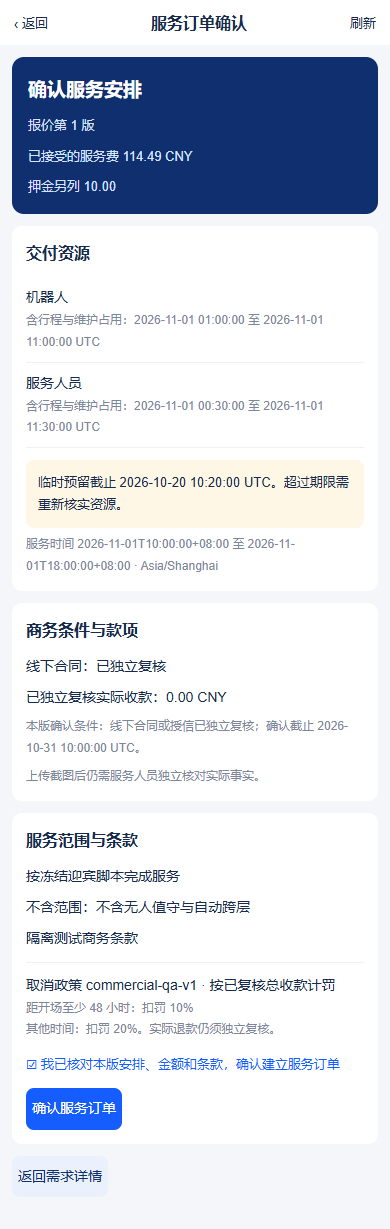 ‹ 返回 服务订单确认 刷新
确认服务安排
报价第 1 版
已接受的服务费 114.49 CNY
押金另列 10.00
交付资源
机器人
含行程与维护占用：2026-11-01 01:00:00 至 2026-11-01
11:00:00 UTC
服务人员
含行程与维护占用：2026-11-01 00:30:00 至 2026-11-01
11:30:00 UTC
临时预留截止 2026-10-20 10:20:00 UTC。超过期限需
重新核实资源。
服务时间 2026-11-01T10:00:00+08:00 至 2026-11-
01T18:00:00+08:00 · Asia/Shanghai
商务条件与款项
线下合同：已独立复核
已独立复核实际收款：0.00 CNY
本版确认条件：线下合同或授信已独立复核；确认截止 2026-
10-31 10:00:00 UTC。
上传截图后仍需服务人员独立核对实际事实。
服务范围与条款
按冻结迎宾脚本完成服务
不含范围：不含无人值守与自动跨层
隔离测试商务条款
取消政策 commercial-qa-v1 · 按已复核总收款计罚
距开场至少 48 小时：扣罚 10%
其他时间：扣罚 20%。实际退款仍须独立复核。
☑ 我已核对本版安排、金额和条款，确认建立服务订单
确认服务订单
返回需求详情